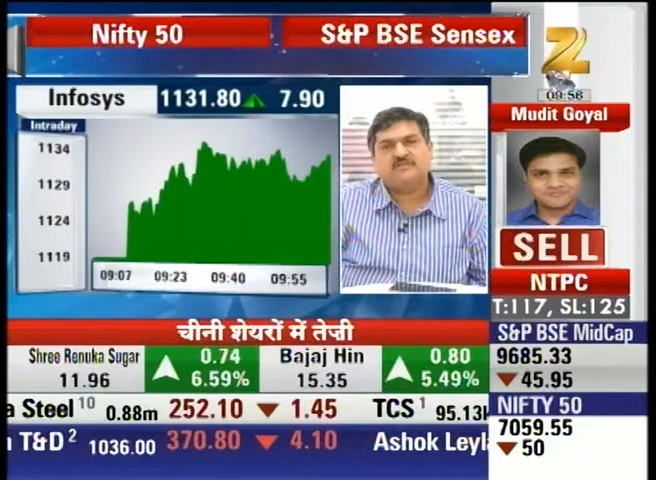 Nifty 50
S&P BSE Sensex
09:56
Infosys 1131.80 7.90
Intraday
1134
1129
1124
1119
09:07 09:23 09:40 09:55
Mudit Goyal
SELL
NTPC
T:117, SL:125
चीनी शेयरों में तेज़ी
Shree Renuka Sugar 0.74
11.96 6.59%
Bajaj Hin 0.80
15.35 5.49%
S&P BSE MidCap
9685.33
45.95
NIFTY 50
7059.55
50
a Steel 10 0.88m 252.10 1.45 TCS 1 95.13k
T&D 2 1036.00 370.80 4.10 Ashok Leyla